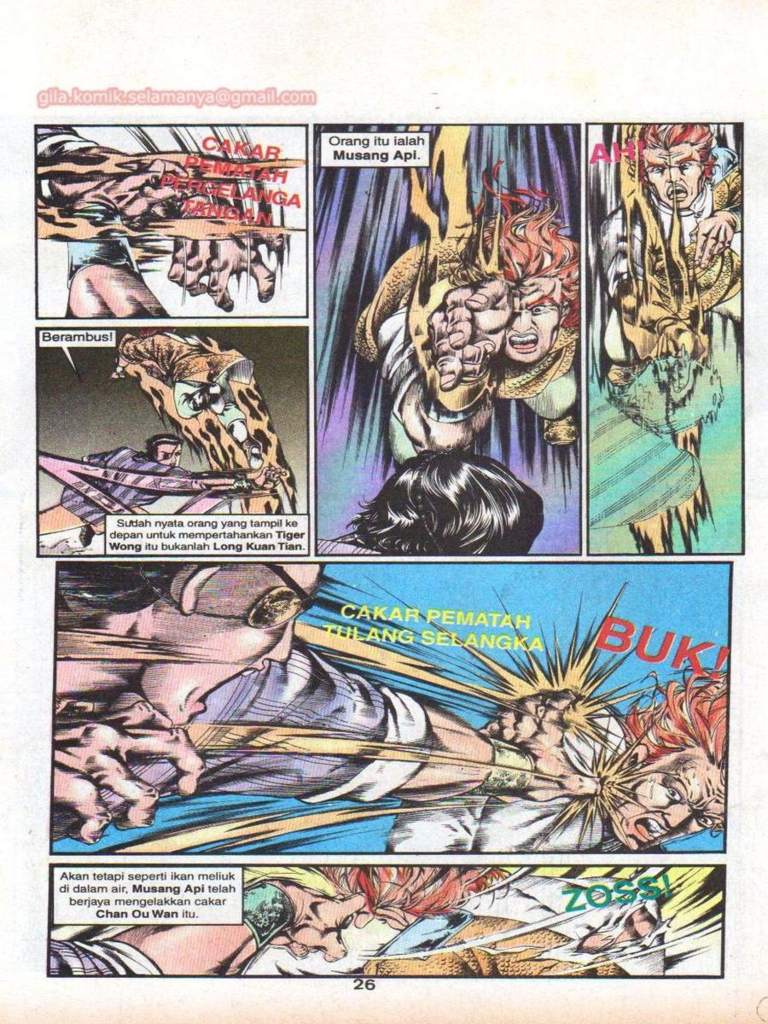 gila.komik.selamanya@gmail.com
CAKAR
PEMATAH
PERGELANGA
TANGAN
Orang itu ialah
Musang Api.
AH!
Berambus!
Sudah nyata orang yang tampil ke
depan untuk mempertahankan Tiger
Wong itu bukanlah Long Kuan Tian.
CAKAR PEMATAH
TULANG SELANGKA
BUK!
Akan tetapi seperti ikan meliuk
di dalam air, Musang Api telah
berjaya mengelakkan cakar
Chan Ou Wan itu.
ZOSS!
26